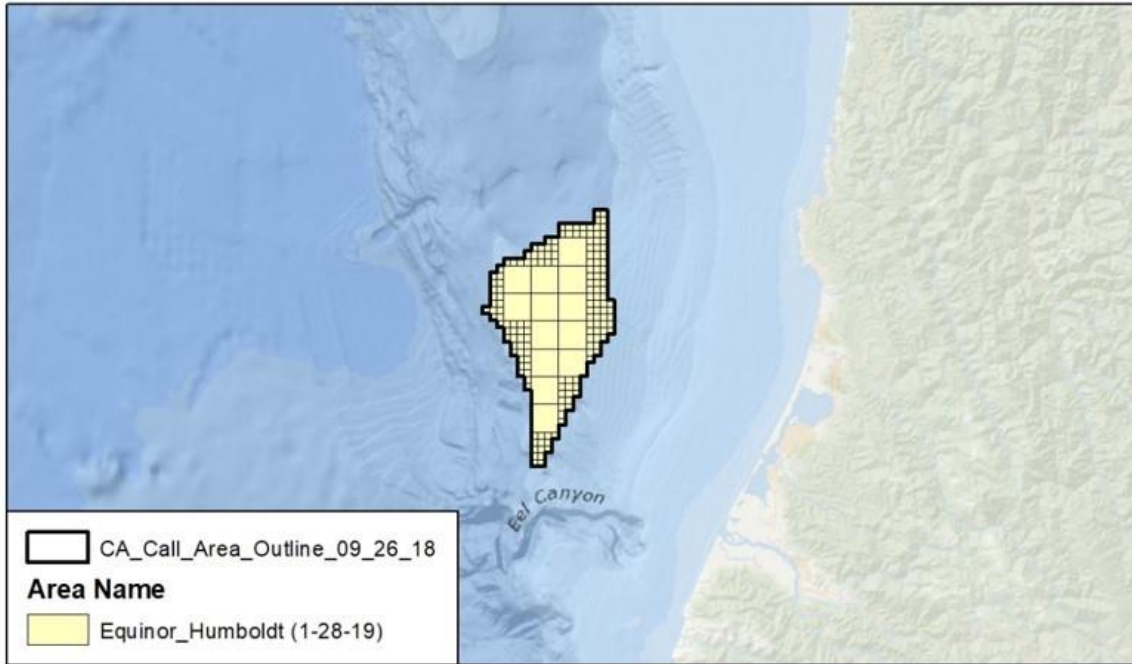 Eel Canyon
CA_Call_Area_Outline_09_26_18
Area Name
Equinor_Humboldt (1-28-19)